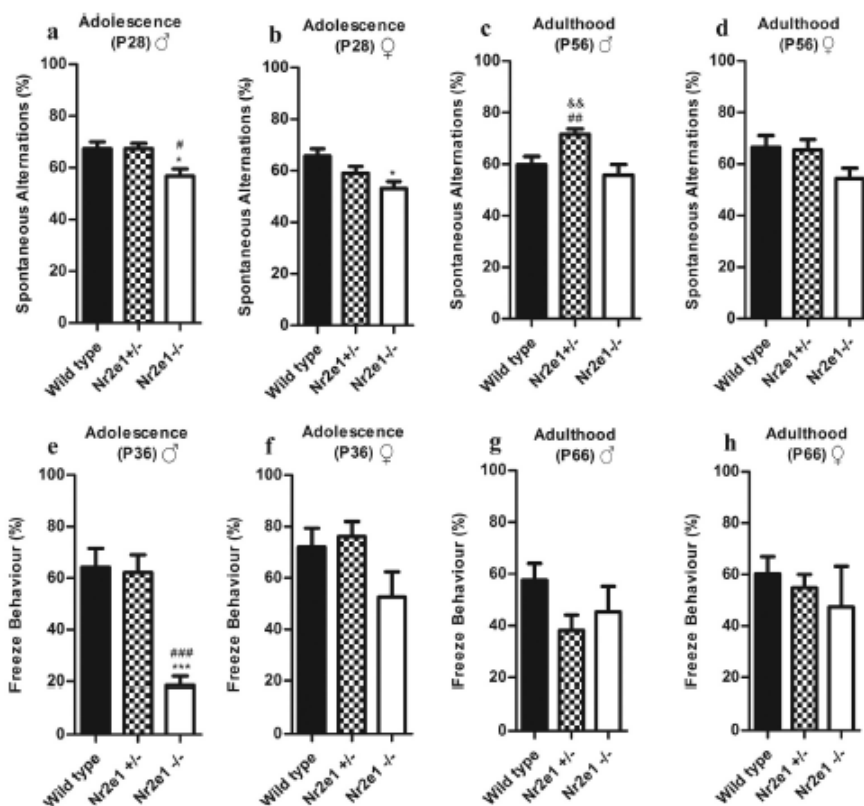 a
Adolescence
(P28) ♂
Spontaneous Alternations (%)
100
80
60
40
20
0
#
*
Wild type
Nr2e1+/-
Nr2e1-/-
b
Adolescence
(P28) ♀
Spontaneous Alternations (%)
100
80
60
40
20
0
*
Wild type
Nr2e1+/-
Nr2e1-/-
c
Adulthood
(P56) ♂
Spontaneous Alternations (%)
100
80
60
40
20
0
&&
##
Wild type
Nr2e1+/-
Nr2e1-/-
d
Adulthood
(P56) ♀
Spontaneous Alternations (%)
100
80
60
40
20
0
Wild type
Nr2e1+/-
Nr2e1-/-
e
Adolescence
(P36) ♂
Freeze Behaviour (%)
100
80
60
40
20
0
###
***
Wild type
Nr2e1 +/-
Nr2e1 -/-
f
Adolescence
(P36) ♀
Freeze Behaviour (%)
100
80
60
40
20
0
Wild type
Nr2e1 +/-
Nr2e1 -/-
g
Adulthood
(P66) ♂
Freeze Behaviour (%)
100
80
60
40
20
0
Wild type
Nr2e1 +/-
Nr2e1 -/-
h
Adulthood
(P66) ♀
Freeze Behaviour (%)
100
80
60
40
20
0
Wild type
Nr2e1 +/-
Nr2e1 -/-